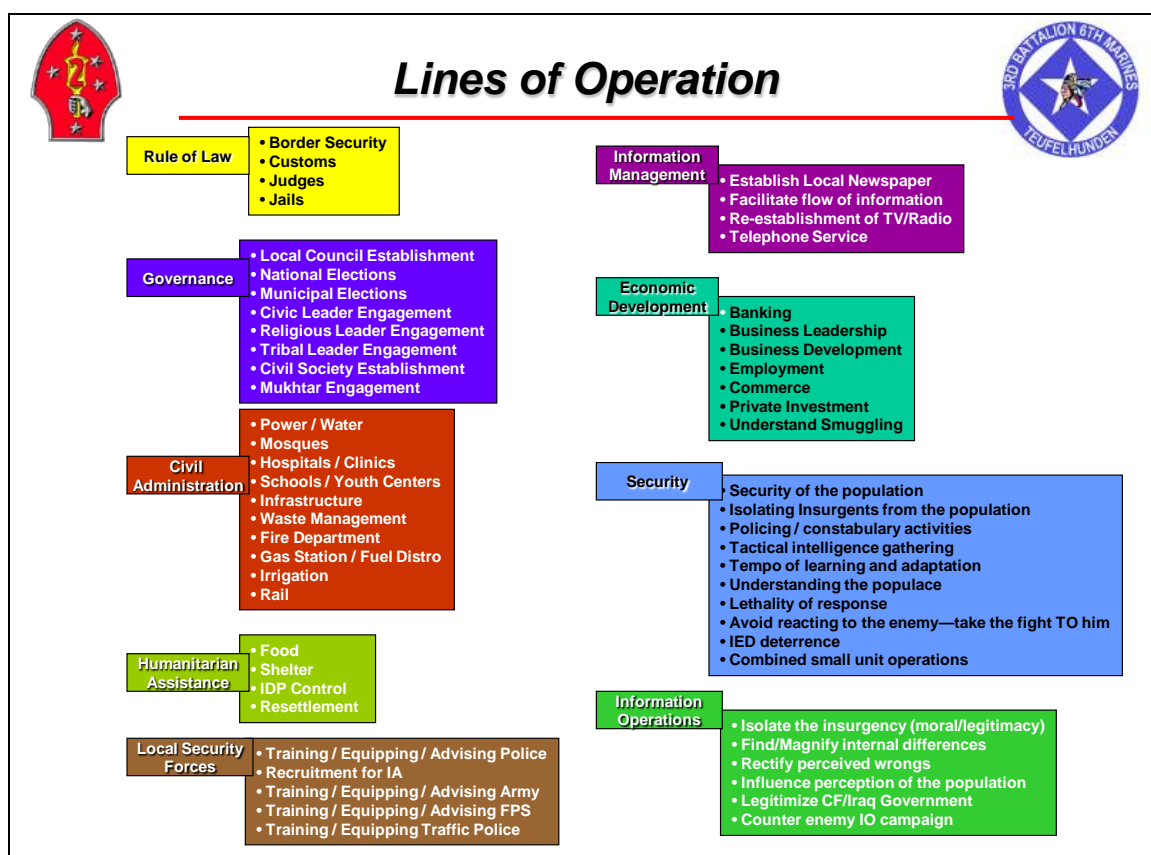 2
Lines of Operation
3RD BATTALION 6TH MARINES
TEUFELHUNDEN
Rule of Law
• Border Security
• Customs
• Judges
• Jails
Governance
• Local Council Establishment
• National Elections
• Municipal Elections
• Civic Leader Engagement
• Religious Leader Engagement
• Tribal Leader Engagement
• Civil Society Establishment
• Mukhtar Engagement
Civil
Administration
• Power / Water
• Mosques
• Hospitals / Clinics
• Schools / Youth Centers
• Infrastructure
• Waste Management
• Fire Department
• Gas Station / Fuel Distro
• Irrigation
• Rail
Humanitarian
Assistance
• Food
• Shelter
• IDP Control
• Resettlement
Local Security
Forces
• Training / Equipping / Advising Police
• Recruitment for IA
• Training / Equipping / Advising Army
• Training / Equipping / Advising FPS
• Training / Equipping Traffic Police
Information
Management
• Establish Local Newspaper
• Facilitate flow of information
• Re-establishment of TV/Radio
• Telephone Service
Economic
Development
• Banking
• Business Leadership
• Business Development
• Employment
• Commerce
• Private Investment
• Understand Smuggling
Security
• Security of the population
• Isolating Insurgents from the population
• Policing / constabulary activities
• Tactical intelligence gathering
• Tempo of learning and adaptation
• Understanding the populace
• Lethality of response
• Avoid reacting to the enemy—take the fight TO him
• IED deterrence
• Combined small unit operations
Information
Operations
• Isolate the insurgency (moral/legitimacy)
• Find/Magnify internal differences
• Rectify perceived wrongs
• Influence perception of the population
• Legitimize CF/Iraq Government
• Counter enemy IO campaign